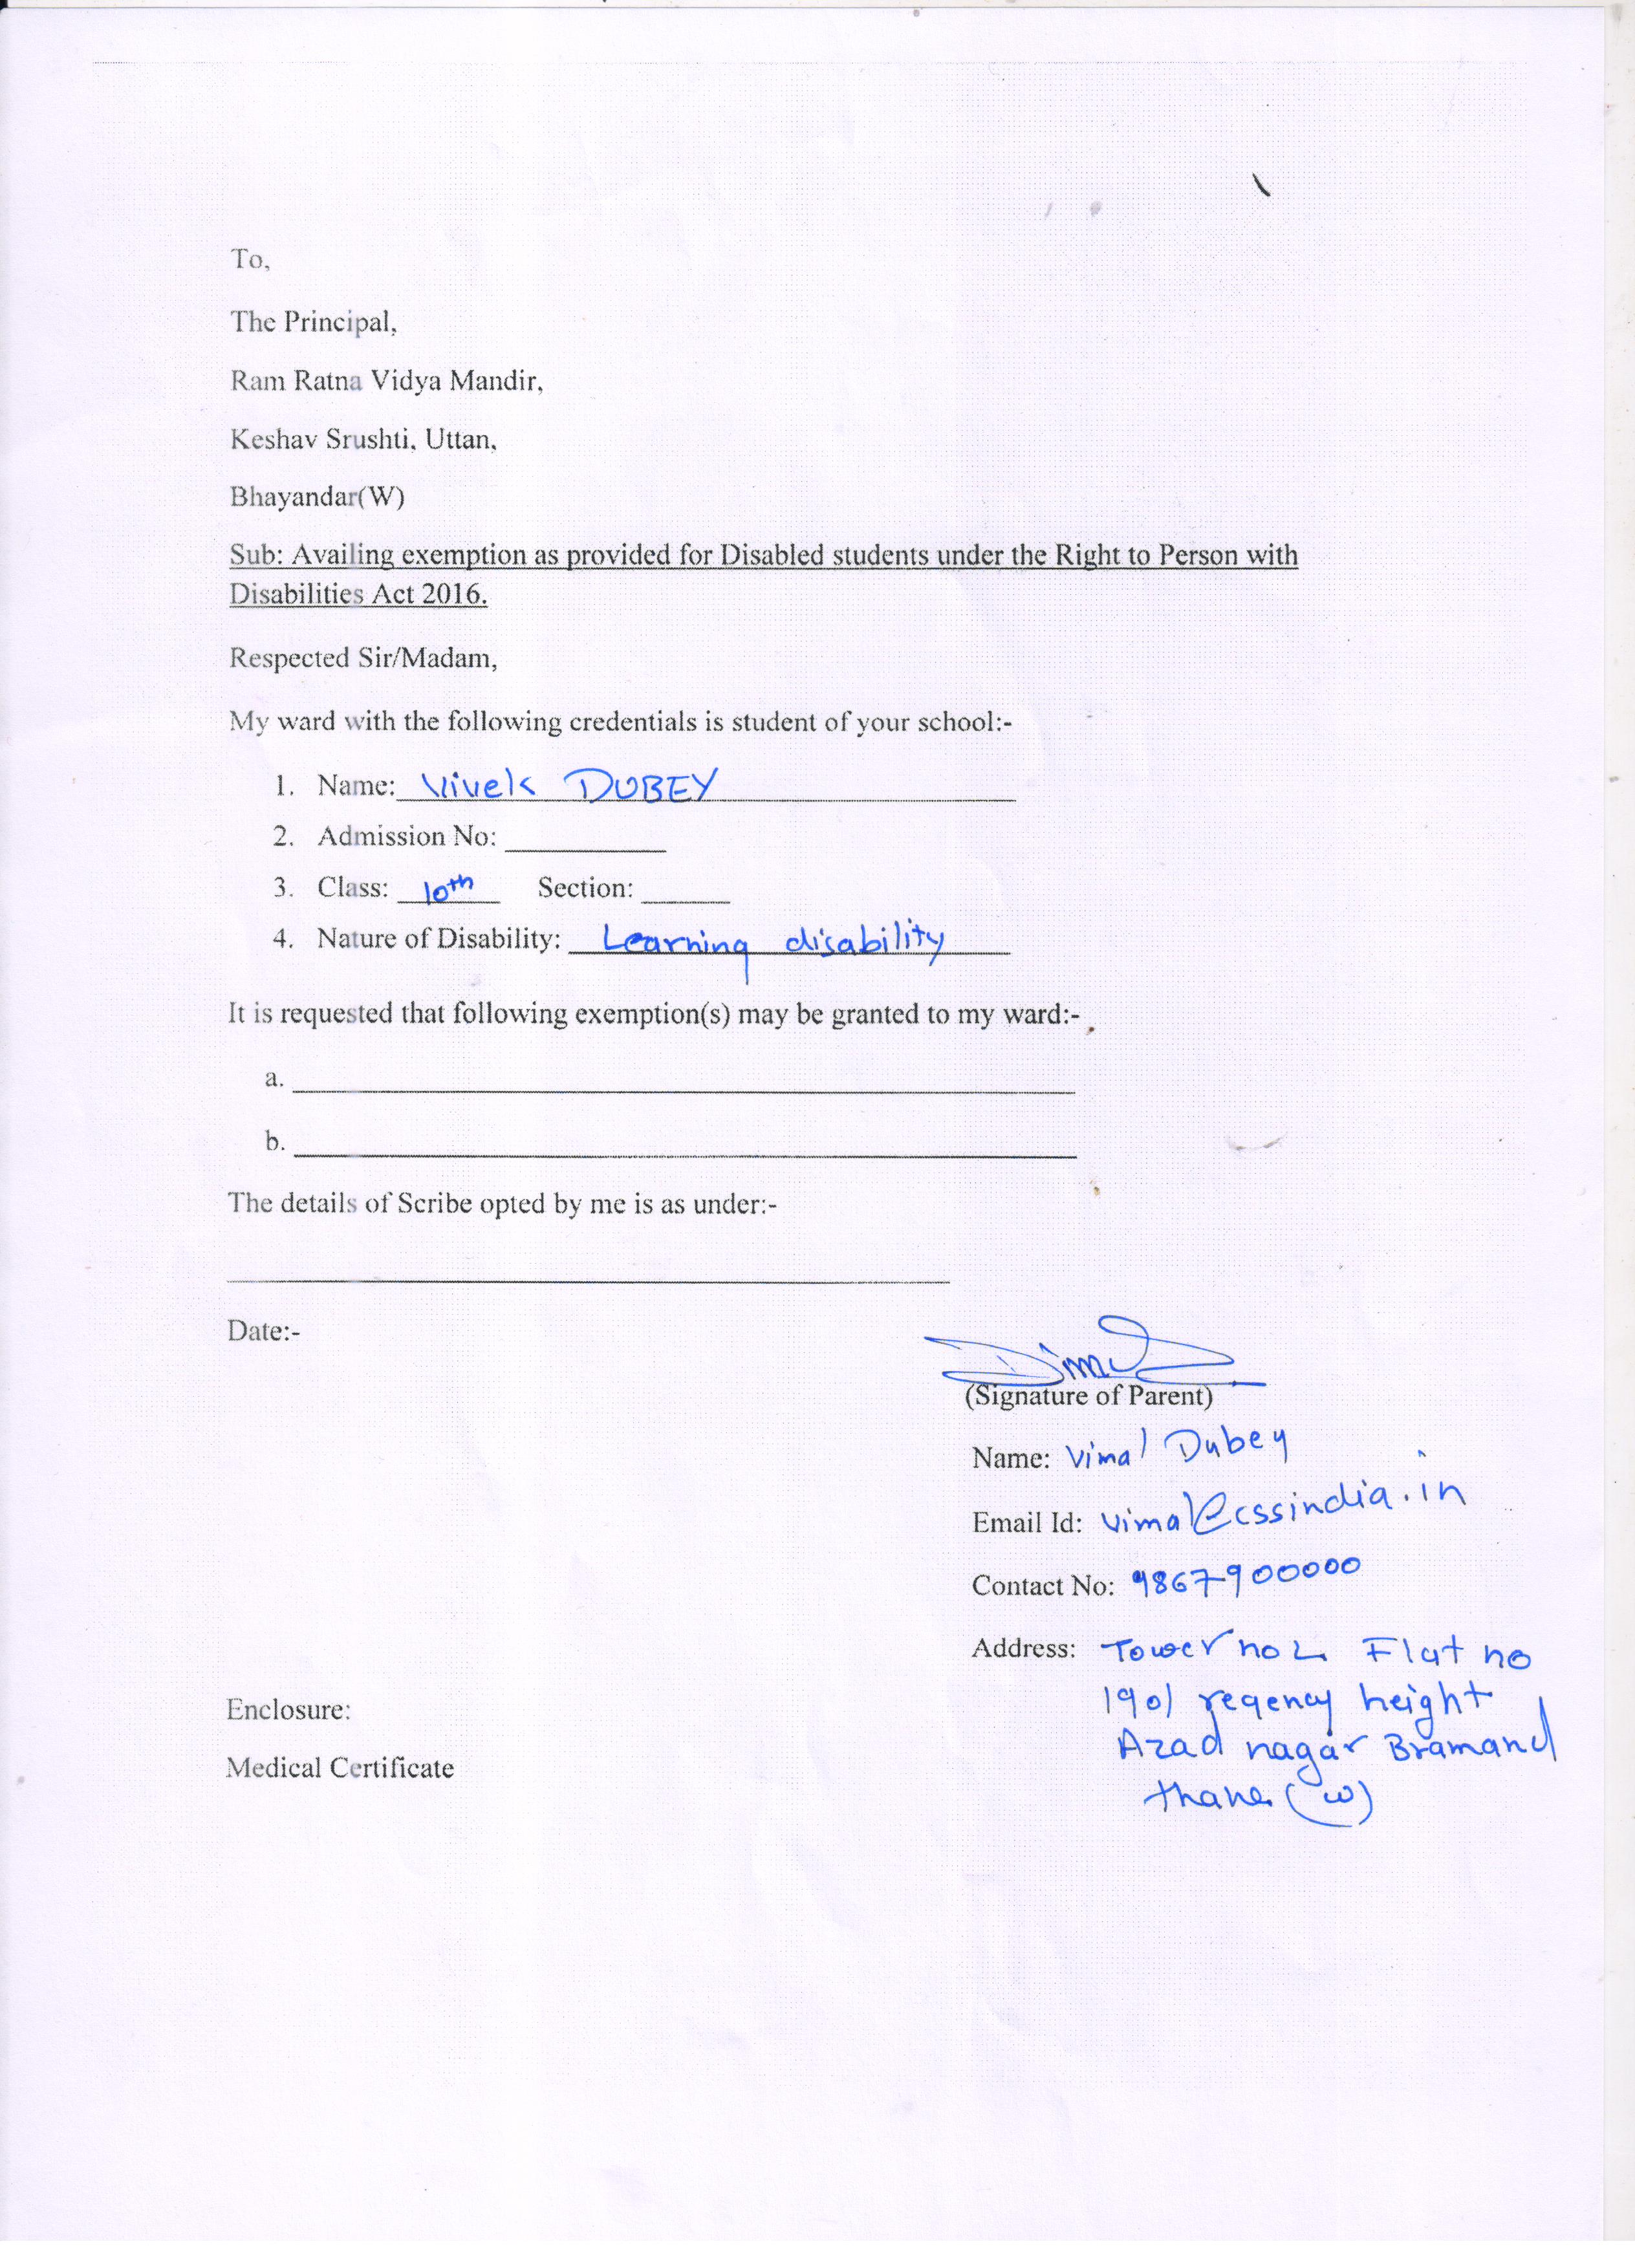 To,
The Principal,
Ram Ratna Vidya Mandir,
Keshav Srushti, Uttan,
Bhayandar(W)
Sub: Availing exemption as provided for Disabled students under the Right to Person with
Disabilities Act 2016.
Respected Sir/Madam,
My ward with the following credentials is student of your school:-
1. Name: Vivek DUBEY
2. Admission No:
3. Class: 10th Section:
4. Nature of Disability: Learning disability
It is requested that following exemption(s) may be granted to my ward:-
a.
b.
The details of Scribe opted by me is as under:-
Date:-
(Signature of Parent)
Name: Vimal Dubey
Email Id: vimal@cssindia.in
Contact No: 9867900000
Address: Tower no 2 Flat no
1901 regency height
Enclosure:
Azad nagar Bramand
Medical Certificate
thane (w)